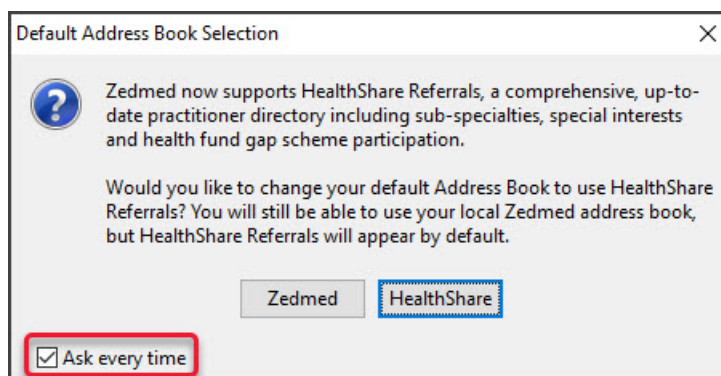 Default Address Book Selection
Zedmed now supports HealthShare Referrals, a comprehensive, up-to-
date practitioner directory including sub-specialties, special interests
and health fund gap scheme participation.
Would you like to change your default Address Book to use HealthShare
Referrals? You will still be able to use your local Zedmed address book,
but HealthShare Referrals will appear by default.
Zedmed
HealthShare
Ask every time